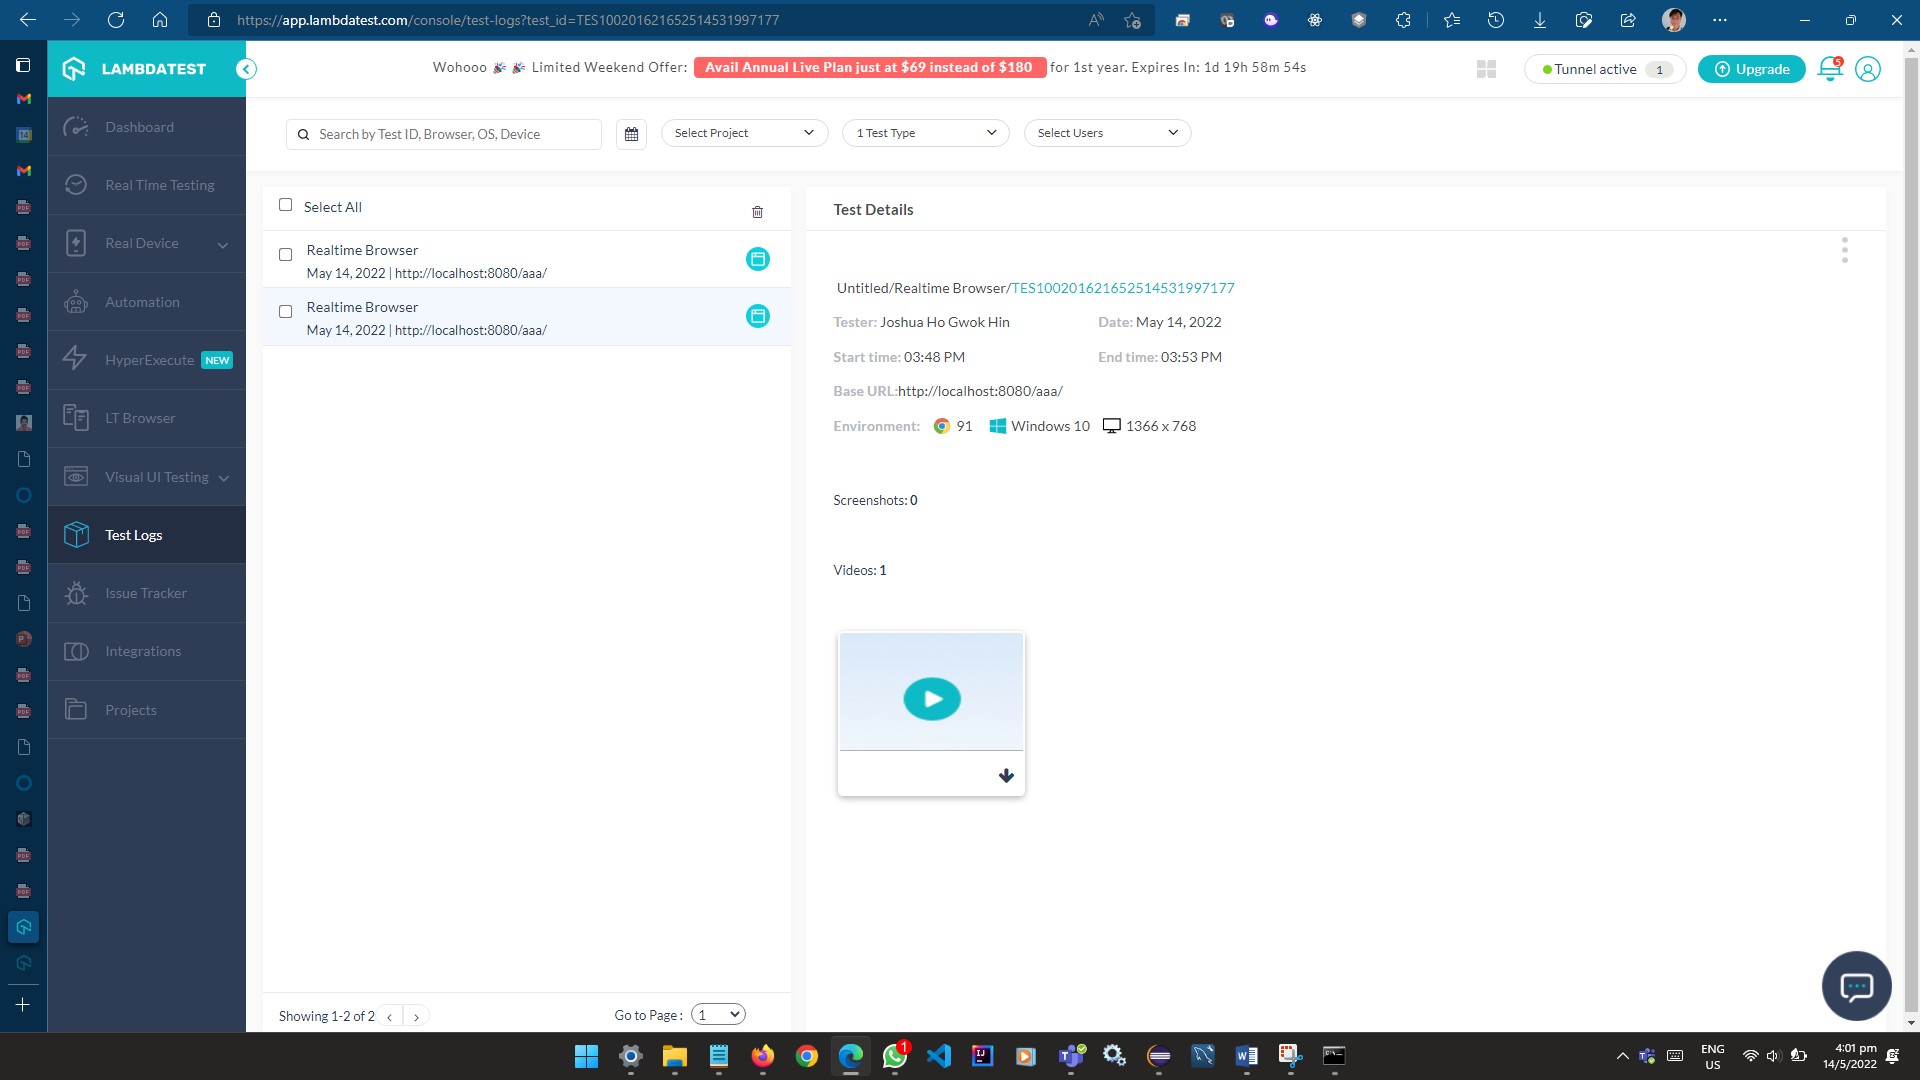 https://app.lambdatest.com/console/test-logs?test_id=TES100201621652514531997177
LAMBDATEST
Wohooo 🎉 🎉 Limited Weekend Offer: Avail Annual Live Plan just at $69 instead of $180 for 1st year. Expires In: 1d 19h 58m 54s
Tunnel active 1
Upgrade
5
Dashboard
Real Time Testing
Real Device
Automation
HyperExecute NEW
LT Browser
Visual UI Testing
Test Logs
Issue Tracker
Integrations
Projects
Search by Test ID, Browser, OS, Device
Select Project
1 Test Type
Select Users
Select All
Realtime Browser
May 14, 2022 | http://localhost:8080/aaa/
Realtime Browser
May 14, 2022 | http://localhost:8080/aaa/
Showing 1-2 of 2
Go to Page : 1
Test Details
Untitled/Realtime Browser/TES100201621652514531997177
Tester: Joshua Ho Gwok Hin
Date: May 14, 2022
Start time: 03:48 PM
End time: 03:53 PM
Base URL:http://localhost:8080/aaa/
Environment: 91 Windows 10 1366 x 768
Screenshots: 0
Videos: 1
1
ENG
US
4:01 pm
14/5/2022